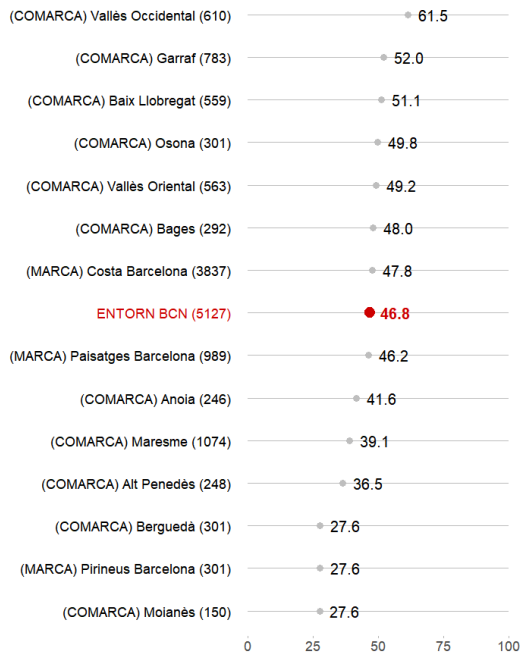 (COMARCA) Vallès Occidental (610) 61.5
(COMARCA) Garraf (783) 52.0
(COMARCA) Baix Llobregat (559) 51.1
(COMARCA) Osona (301) 49.8
(COMARCA) Vallès Oriental (563) 49.2
(COMARCA) Bages (292) 48.0
(MARCA) Costa Barcelona (3837) 47.8
ENTORN BCN (5127) 46.8
(MARCA) Paisatges Barcelona (989) 46.2
(COMARCA) Anoia (246) 41.6
(COMARCA) Maresme (1074) 39.1
(COMARCA) Alt Penedès (248) 36.5
(COMARCA) Berguedà (301) 27.6
(MARCA) Pirineus Barcelona (301) 27.6
(COMARCA) Moianès (150) 27.6
0 25 50 75 100